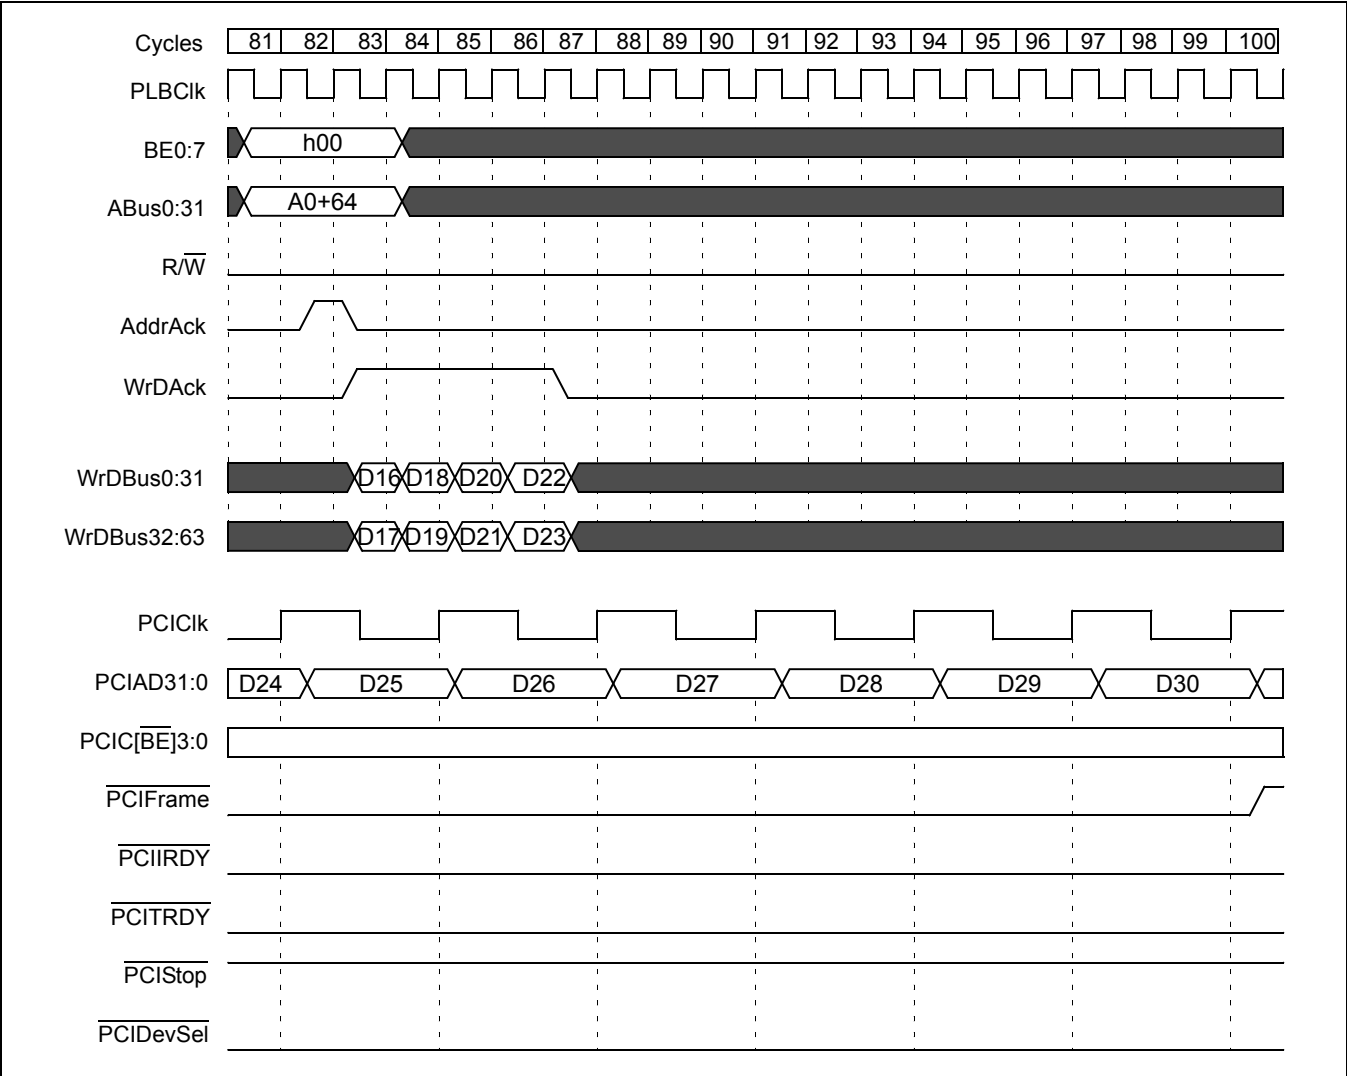 Cycles 81 82 83 84 85 86 87 88 89 90 91 92 93 94 95 96 97 98 99 100
PLBClk
BE0:7 h00
ABus0:31 A0+64
R/W
AddrAck
WrDAck
WrDBus0:31 D16 D18 D20 D22
WrDBus32:63 D17 D19 D21 D23
PCIClk
PCIAD31:0 D24 D25 D26 D27 D28 D29 D30
PCIC[BE]3:0
PCIFrame
PCIIRDY
PCITRDY
PCIStop
PCIDevSel